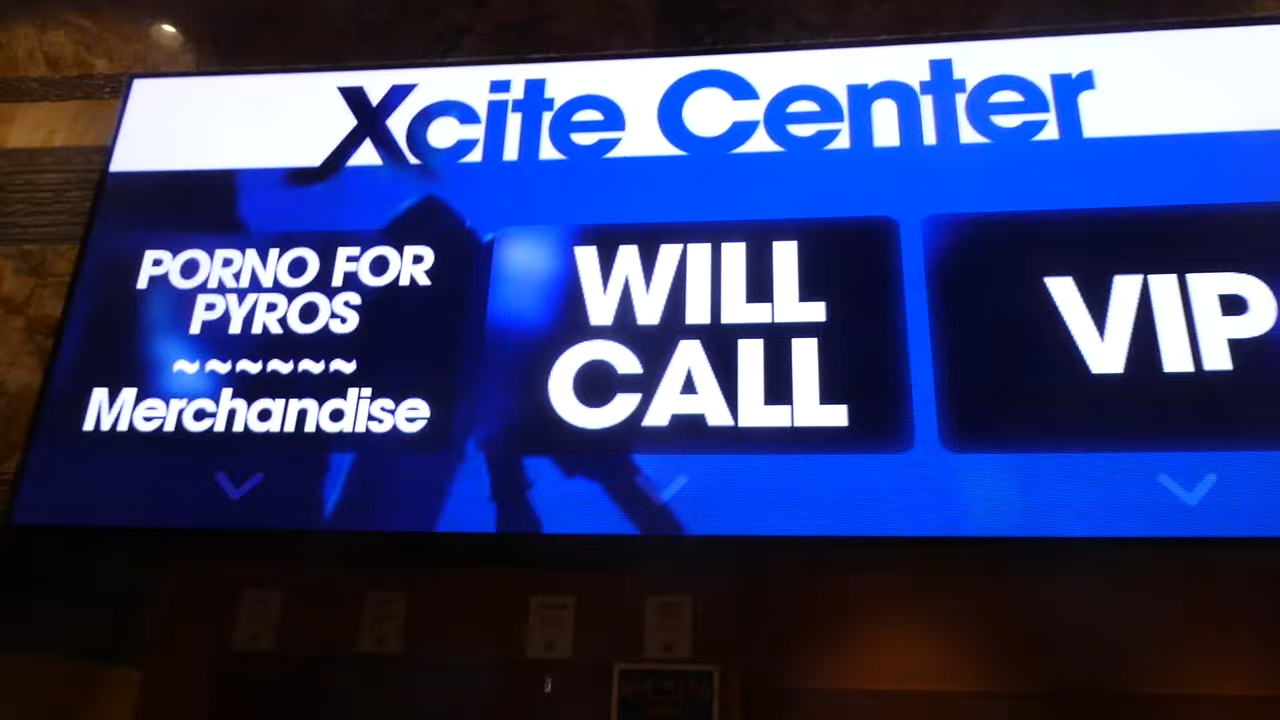 Xcite Center
PORNO FOR
PYROS
~~~~~~
Merchandise
WILL
CALL
VIP